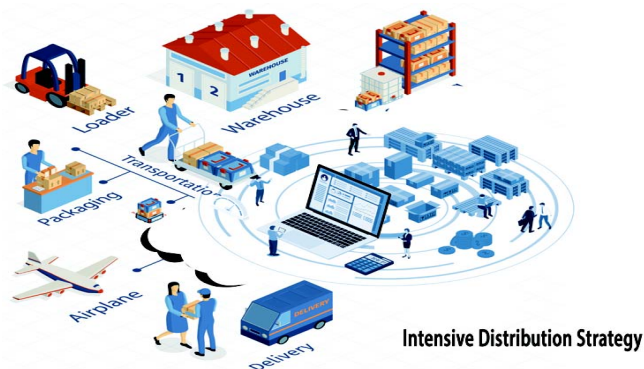 WAREHOUSE
1 2
Loader
Warehouse
Transportation
Packaging
Airplane
DELIVERY
Delivery
Intensive Distribution Strategy